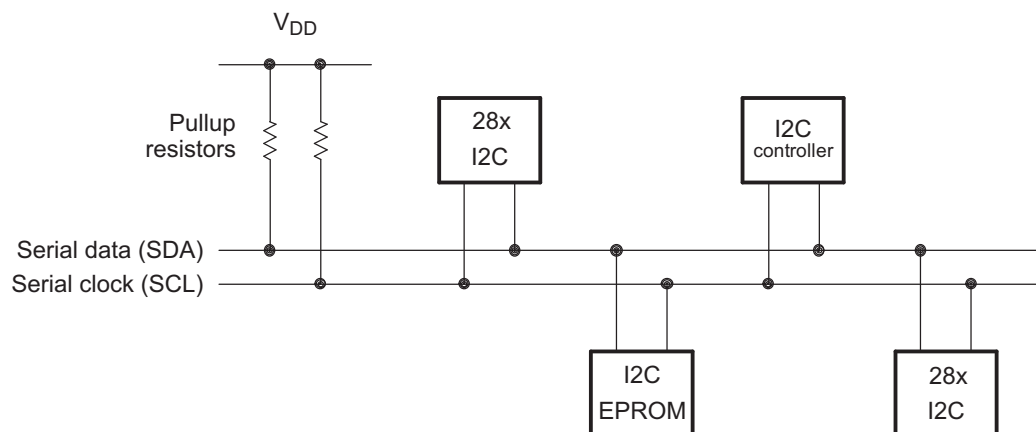 VDD
Pullup
resistors
28x
I2C
I2C
controller
Serial data (SDA)
Serial clock (SCL)
I2C
EPROM
28x
I2C